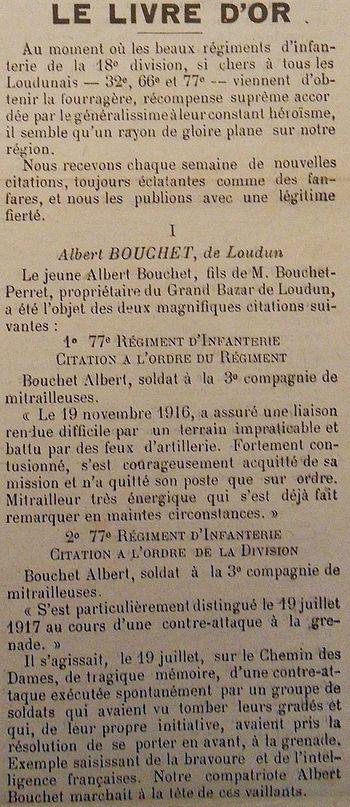 LE LIVRE D'OR
Au moment où les beaux régiments d'infan-
terie de la 18e division, si chers à tous les
Loudunais — 32e, 66e et 77e -- viennent d'ob-
tenir la fourragère, récompense suprême accor
dée par le généralissime à leur constant héroïsme,
il semble qu'un rayon de gloire plane sur notre
région.
Nous recevons chaque semaine de nouvelles
citations, toujours éclatantes comme des fan-
fares, et nous les publions avec une légitime
fierté.
I
Albert BOUCHET, de Loudun
Le jeune Albert Bouchet, fils de M. Bouchet-
Perret, propriétaire du Grand Bazar de Loudun,
a été l'objet des deux magnifiques citations sui-
vantes :
1o 77e RÉGIMENT D'INFANTERIE
CITATION A L'ORDRE DU RÉGIMENT
Bouchet Albert, soldat à la 3e compagnie de
mitrailleuses.
« Le 19 novembre 1916, a assuré une liaison
rendue difficile par un terrain impraticable et
battu par des feux d'artillerie. Fortement con-
tusionné, s'est courageusement acquitté de sa
mission et n'a quitté son poste que sur ordre.
Mitrailleur très énergique qui s'est déjà fait
remarquer en maintes circonstances. »
2o 77e RÉGIMENT D'INFANTERIE
CITATION A L'ORDRE DE LA DIVISION
Bouchet Albert, soldat à la 3e compagnie de
mitrailleuses.
« S'est particulièrement distingué le 19 juillet
1917 au cours d'une contre-attaque à la gre-
nade. »
Il s'agissait, le 19 juillet, sur le Chemin des
Dames, de tragique mémoire, d'une contre-at-
taque exécutée spontanément par un groupe de
soldats qui avaient vu tomber leurs gradés et
qui, de leur propre initiative, avaient pris la
résolution de se porter en avant, à la grenade.
Exemple saisissant de la bravoure et de l'intel-
ligence françaises. Notre compatriote Albert
Bouchet marchait à la tête de ces vaillants.